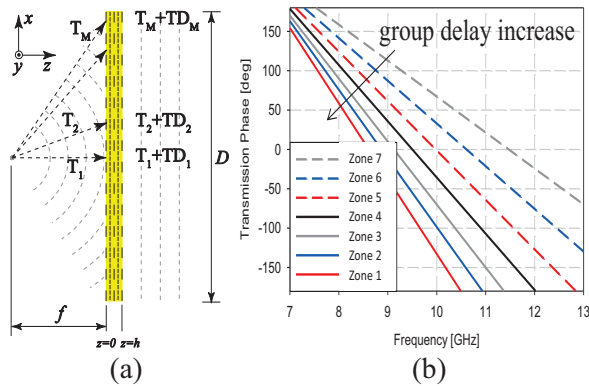 x
y
z
T_M
T_2
T_1
T_M+TD_M
T_2+TD_2
T_1+TD_1
D
f
z=0 z=h
(a)
Transmission Phase [deg]
150
100
50
0
-50
-100
-150
group delay increase
Zone 7
Zone 6
Zone 5
Zone 4
Zone 3
Zone 2
Zone 1
7 8 9 10 11 12 13
Frequency [GHz]
(b)